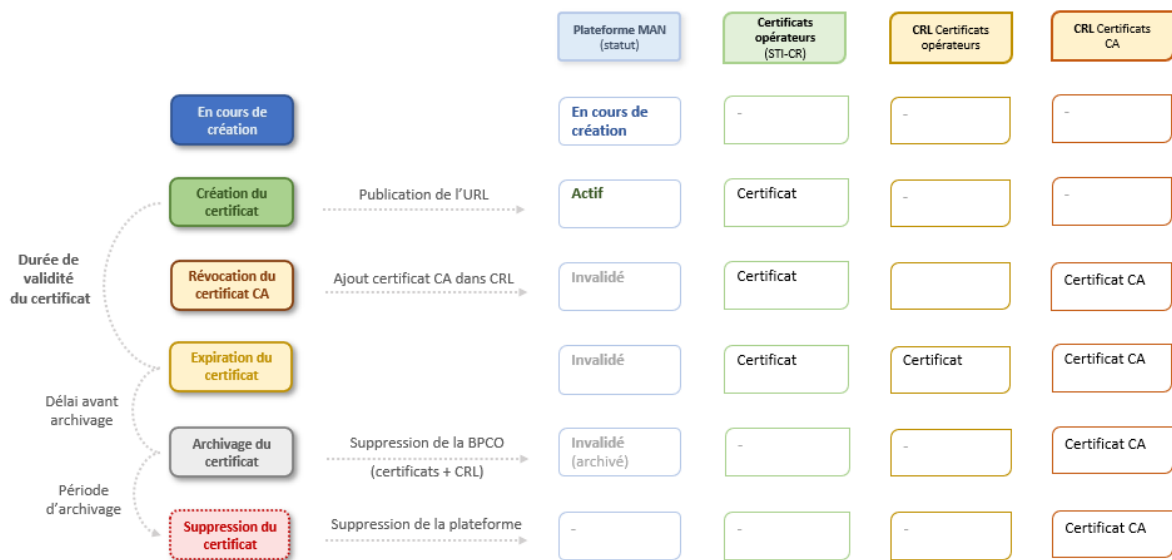 Plateforme MAN
(statut)
Certificats
opérateurs
(STI-CR)
CRL Certificats
opérateurs
CRL Certificats
CA
En cours de
création
En cours de
création
-
-
-
Création du
certificat
Publication de l'URL
Actif
Certificat
-
-
Durée de
validité
du certificat
Révocation du
certificat CA
Ajout certificat CA dans CRL
Invalidé
Certificat
Certificat CA
Expiration du
certificat
Invalidé
Certificat
Certificat
Certificat CA
Délai avant
archivage
Archivage du
certificat
Suppression de la BPCO
(certificats + CRL)
Invalidé
(archivé)
-
-
Certificat CA
Période
d'archivage
Suppression du
certificat
Suppression de la plateforme
-
-
-
Certificat CA